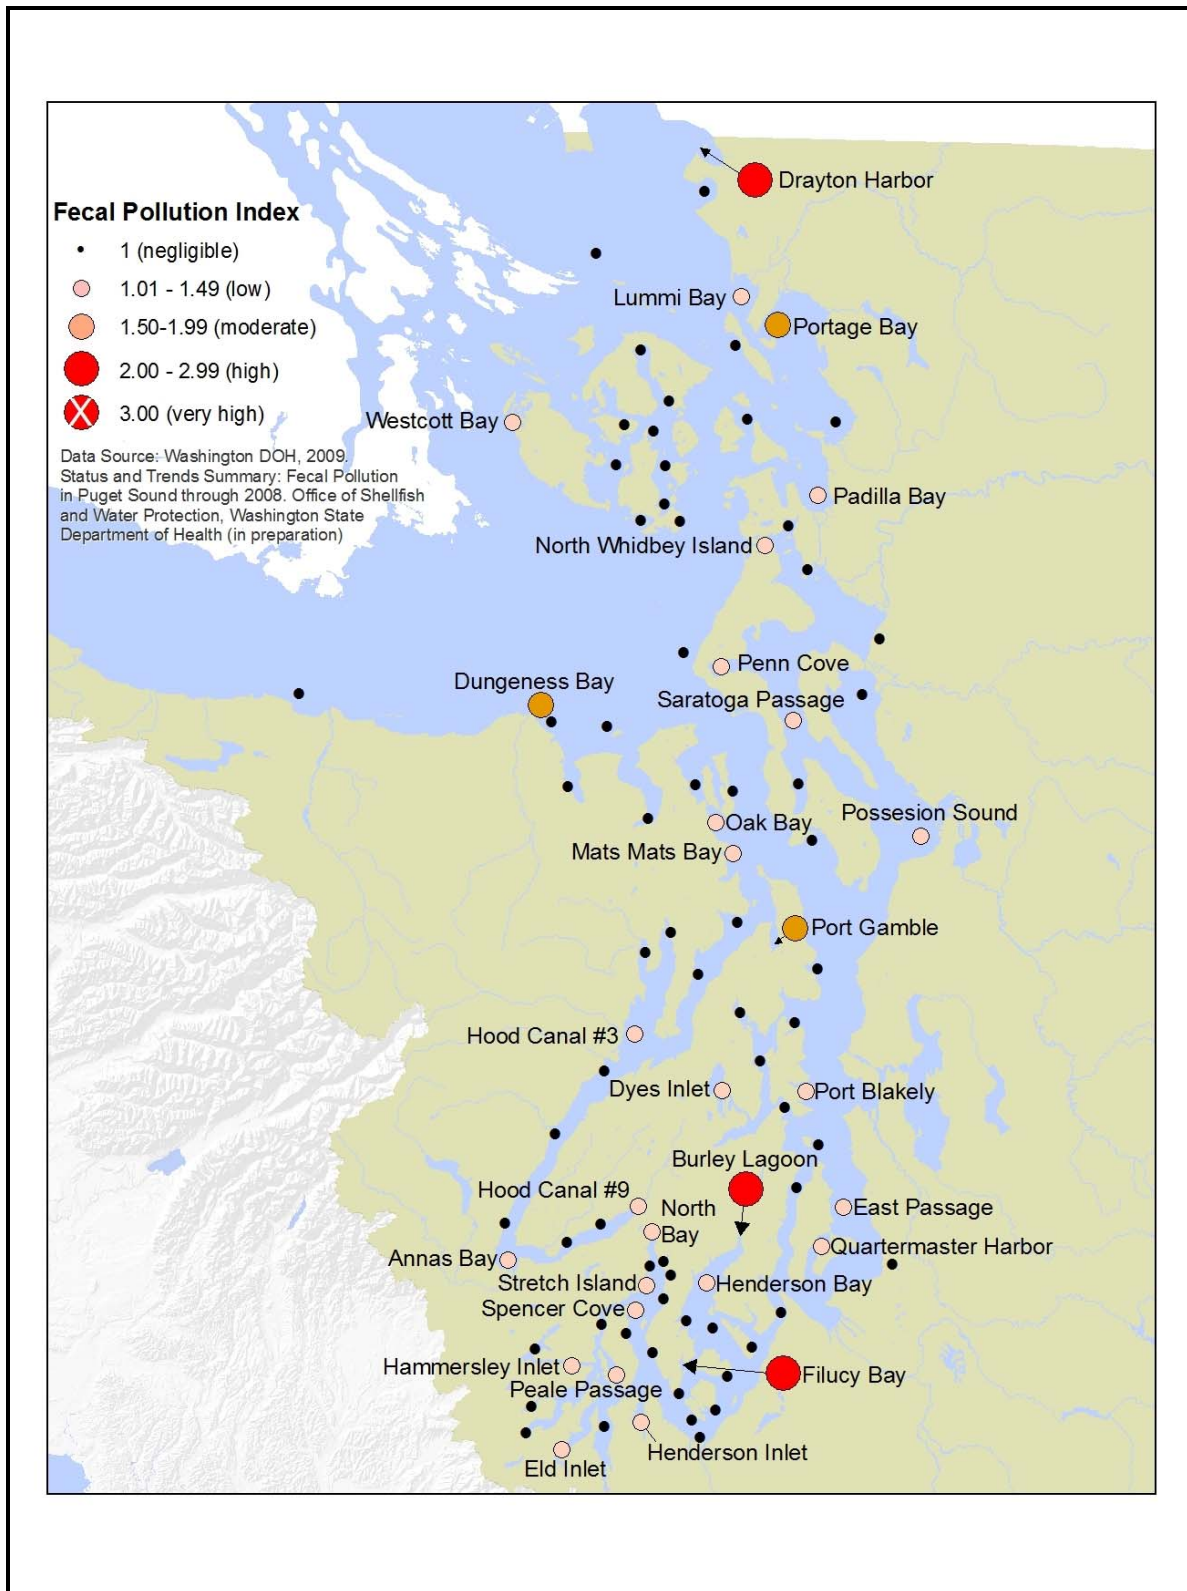 Drayton Harbor
Fecal Pollution Index
1 (negligible)
1.01 - 1.49 (low)
1.50-1.99 (moderate)
2.00 - 2.99 (high)
3.00 (very high)
Data Source: Washington DOH, 2009.
Status and Trends Summary: Fecal Pollution
in Puget Sound through 2008. Office of Shellfish
and Water Protection, Washington State
Department of Health (in preparation)
Lummi Bay
Portage Bay
Westcott Bay
Padilla Bay
North Whidbey Island
Penn Cove
Dungeness Bay
Saratoga Passage
Possesion Sound
Oak Bay
Mats Mats Bay
Port Gamble
Hood Canal #3
Dyes Inlet
Port Blakely
Burley Lagoon
Hood Canal #9
North
Bay
East Passage
Quartermaster Harbor
Annas Bay
Stretch Island
Henderson Bay
Spencer Cove
Hammersley Inlet
Filucy Bay
Peale Passage
Henderson Inlet
Eld Inlet